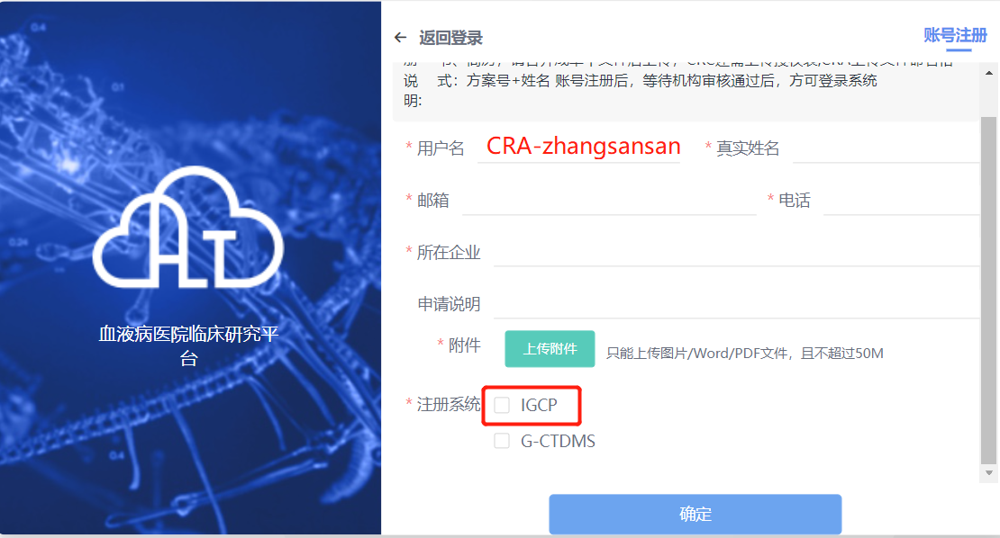 ← 返回登录
账号注册
说 式：方案号+姓名 账号注册后，等待机构审核通过后，方可登录系统
明:
* 用户名 CRA-zhangsansan * 真实姓名
* 邮箱 * 电话
* 所在企业
申请说明
* 附件 上传附件 只能上传图片/Word/PDF文件，且不超过50M
* 注册系统 IGCP
G-CTDMS
确定
血液病医院临床研究平
台